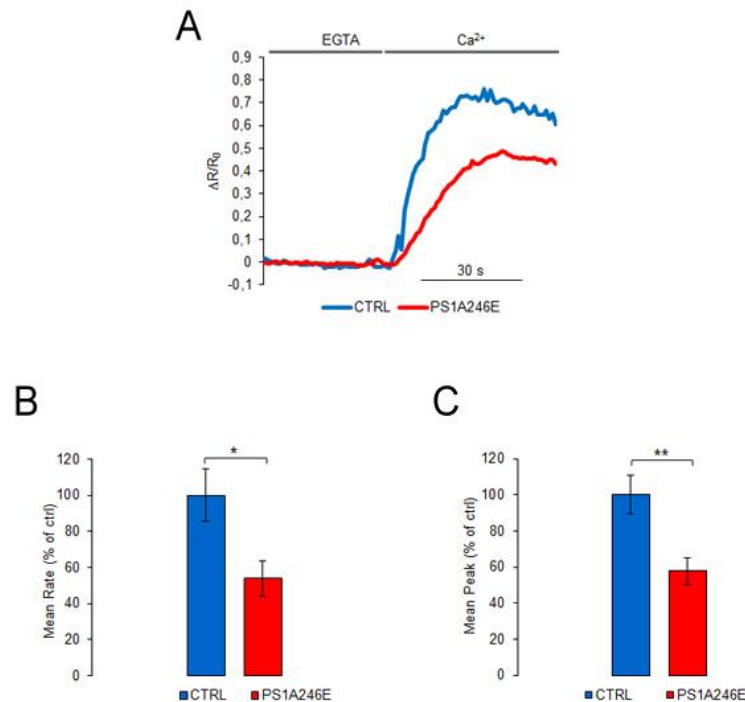 A
EGTA Ca²⁺
0,9
0,8
0,7
0,6
0,5
0,4
0,3
0,2
0,1
0
-0,1
ΔR/R₀
30 s
CTRL PS1A246E
B
120
100
80
60
40
20
0
Mean Rate (% of ctrl)
*
CTRL PS1A246E
C
120
100
80
60
40
20
0
Mean Peak (% of ctrl)
**
CTRL PS1A246E